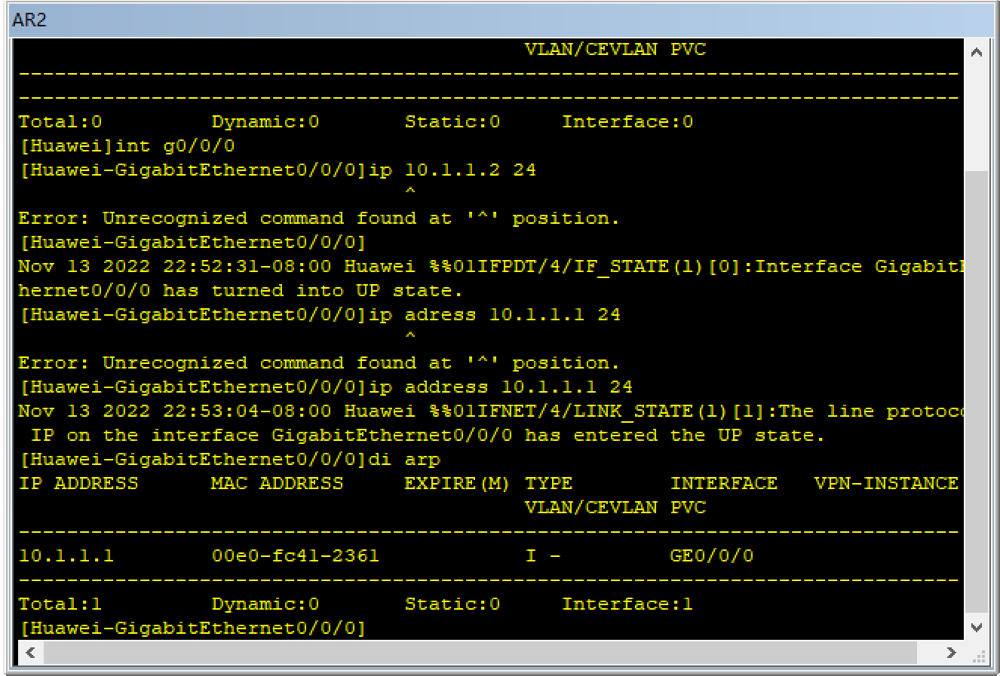 AR2
VLAN/CEVLAN PVC
------------------------------------------------------------------------------
------------------------------------------------------------------------------
Total:0         Dynamic:0       Static:0     Interface:0
[Huawei]int g0/0/0
[Huawei-GigabitEthernet0/0/0]ip 10.1.1.2 24
^
Error: Unrecognized command found at '^' position.
[Huawei-GigabitEthernet0/0/0]
Nov 13 2022 22:52:31-08:00 Huawei %%01IFPDT/4/IF_STATE(l)[0]:Interface Gigabit
hernet0/0/0 has turned into UP state.
[Huawei-GigabitEthernet0/0/0]ip adress 10.1.1.1 24
^
Error: Unrecognized command found at '^' position.
[Huawei-GigabitEthernet0/0/0]ip address 10.1.1.1 24
Nov 13 2022 22:53:04-08:00 Huawei %%01IFNET/4/LINK_STATE(l)[1]:The line protoc
IP on the interface GigabitEthernet0/0/0 has entered the UP state.
[Huawei-GigabitEthernet0/0/0]di arp
IP ADDRESS      MAC ADDRESS     EXPIRE(M) TYPE        INTERFACE   VPN-INSTANCE
VLAN/CEVLAN PVC
------------------------------------------------------------------------------
10.1.1.1        00e0-fc41-2361            I -         GE0/0/0
------------------------------------------------------------------------------
Total:1         Dynamic:0       Static:0     Interface:1
[Huawei-GigabitEthernet0/0/0]